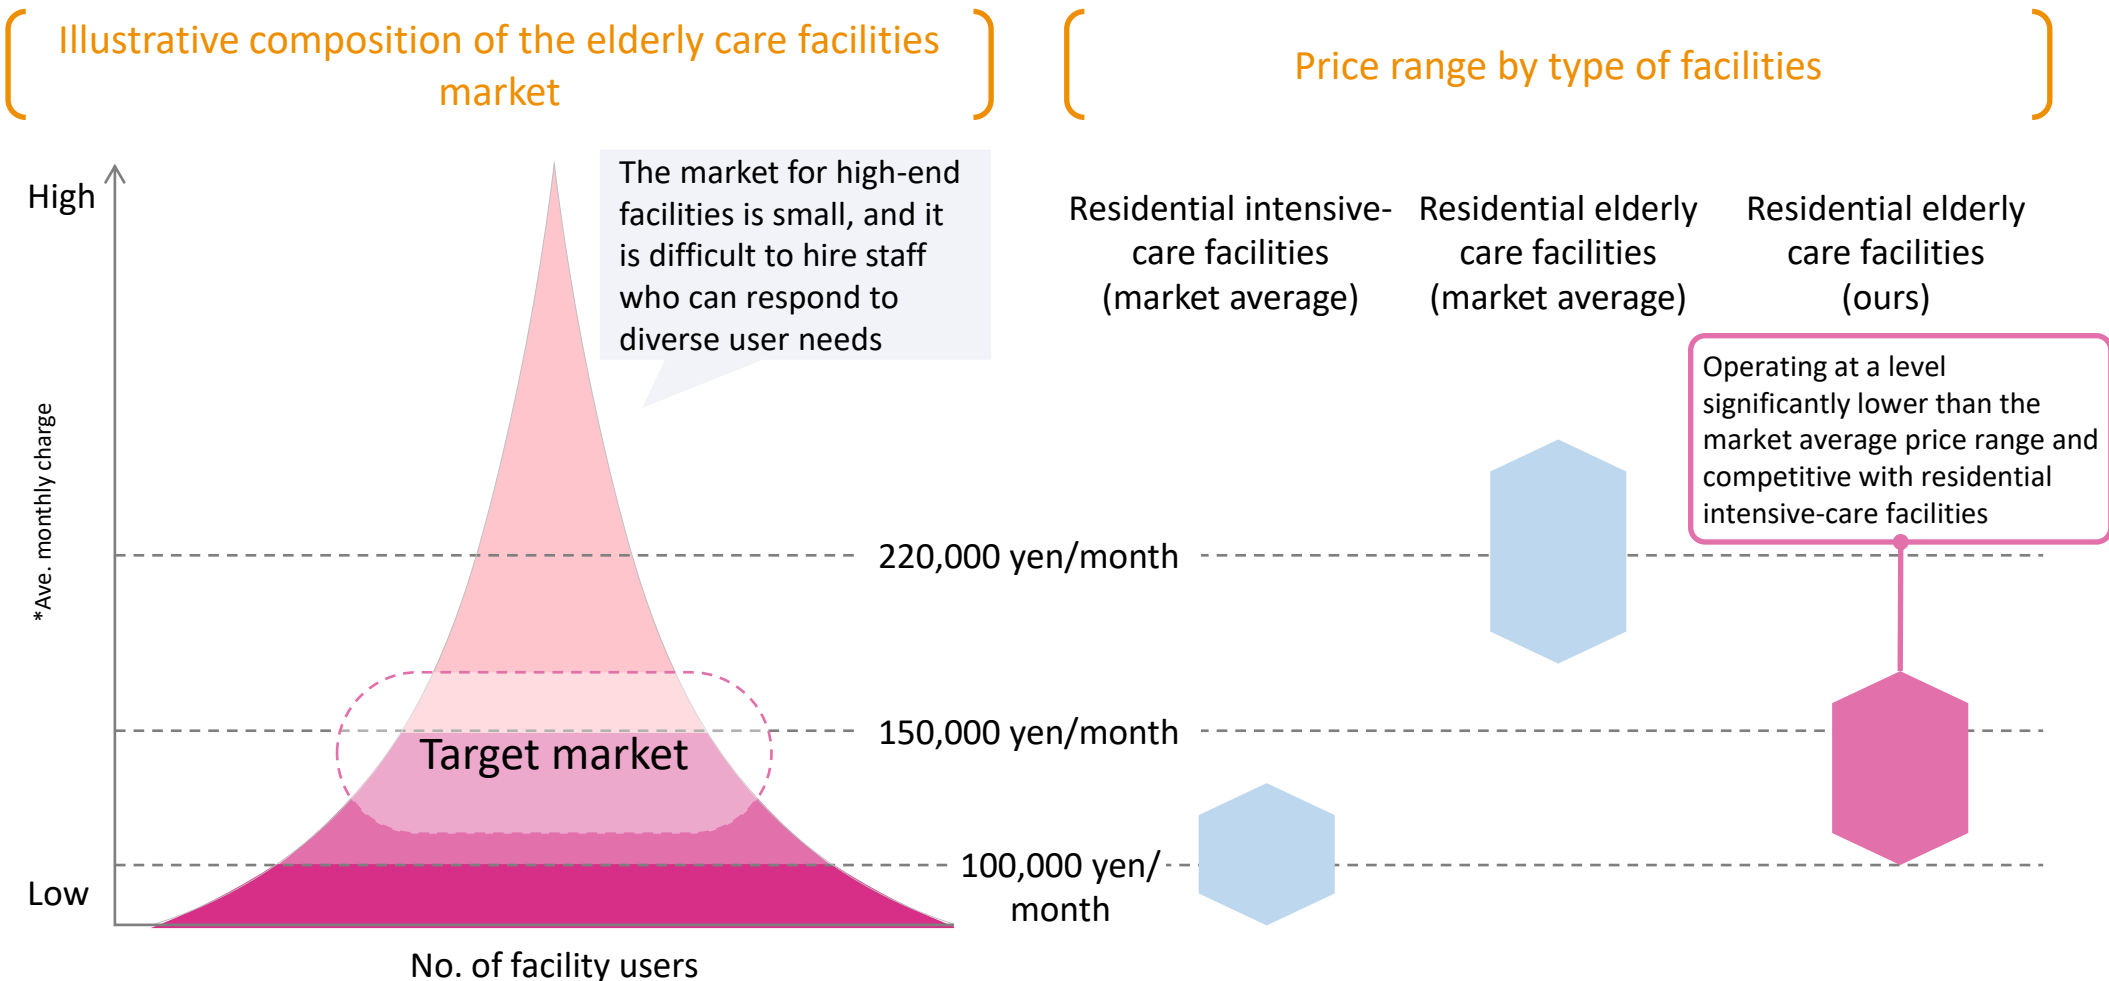 Illustrative composition of the elderly care facilities
market
Price range by type of facilities
High
*Ave. monthly charge
Low
The market for high-end
facilities is small, and it
is difficult to hire staff
who can respond to
diverse user needs
Target market
No. of facility users
220,000 yen/month
150,000 yen/month
100,000 yen/
month
Residential intensive-
care facilities
(market average)
Residential elderly
care facilities
(market average)
Residential elderly
care facilities
(ours)
Operating at a level
significantly lower than the
market average price range and
competitive with residential
intensive-care facilities